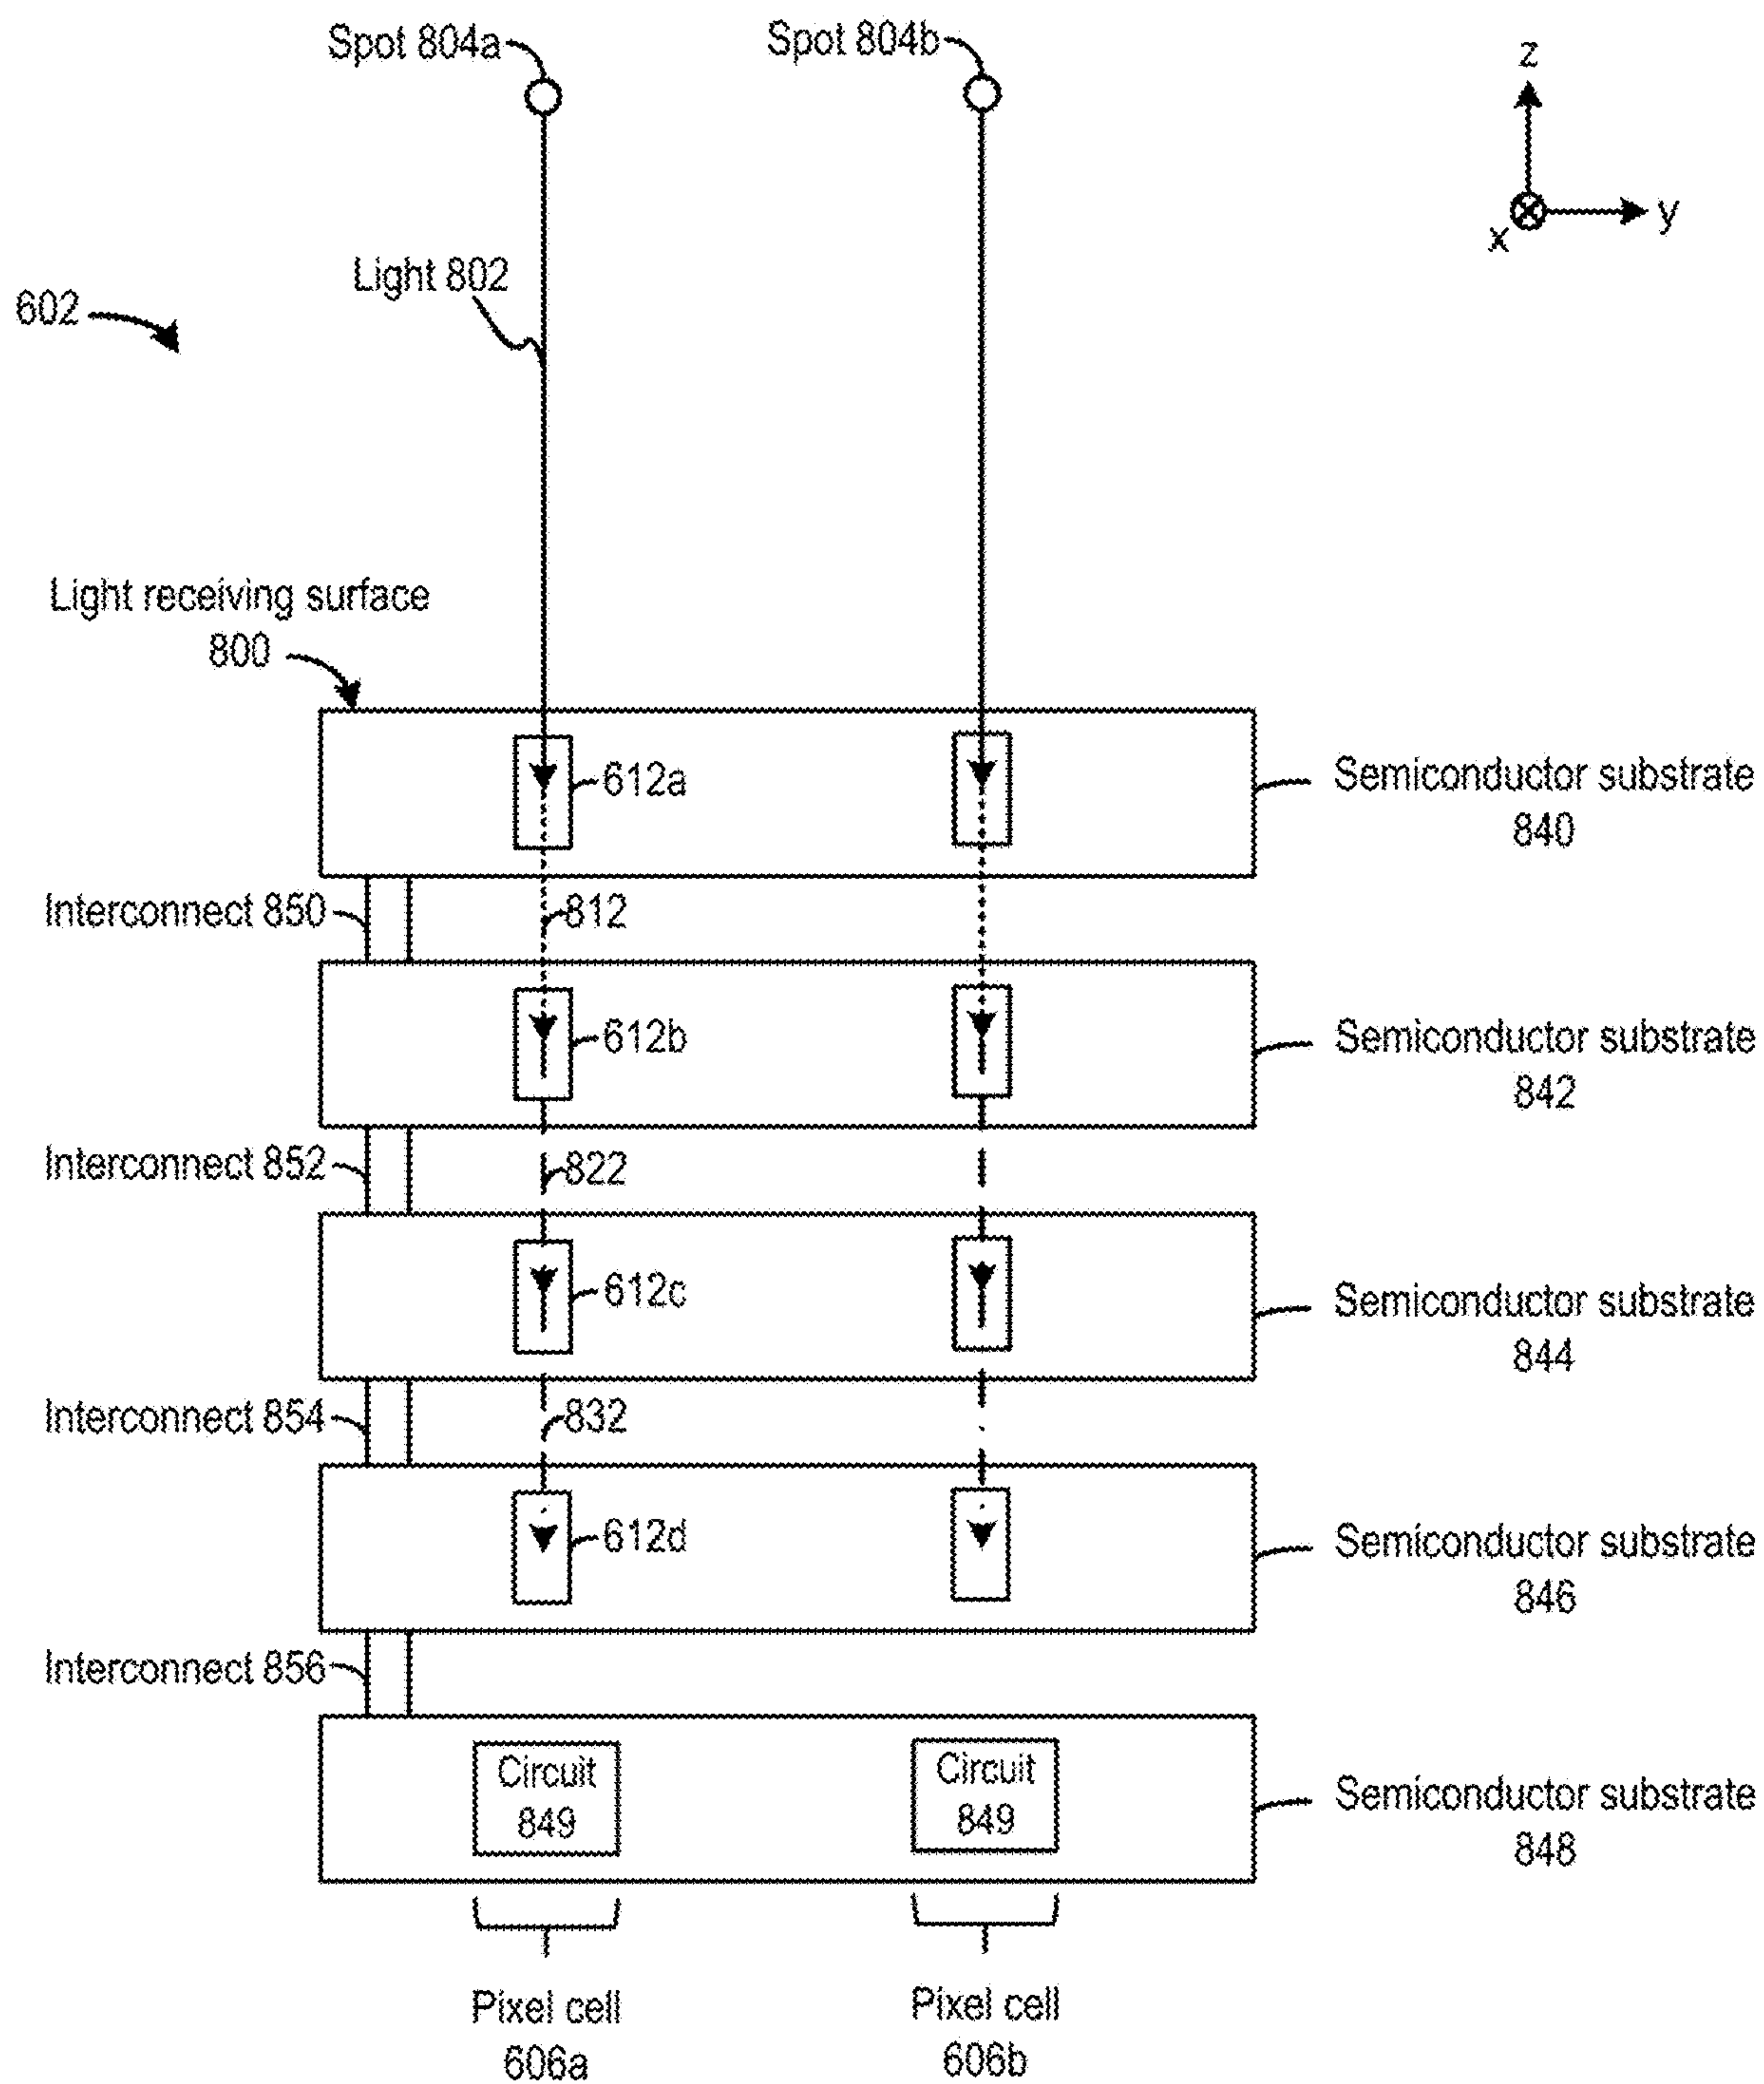 Spot 804a
Spot 804b
z
y
x
Light 802
602
Light receiving surface
800
612a
Semiconductor substrate
840
Interconnect 850
812
612b
Semiconductor substrate
842
Interconnect 852
822
612c
Semiconductor substrate
844
Interconnect 854
832
612d
Semiconductor substrate
846
Interconnect 856
Circuit
849
Circuit
849
Semiconductor substrate
848
Pixel cell
606a
Pixel cell
606b